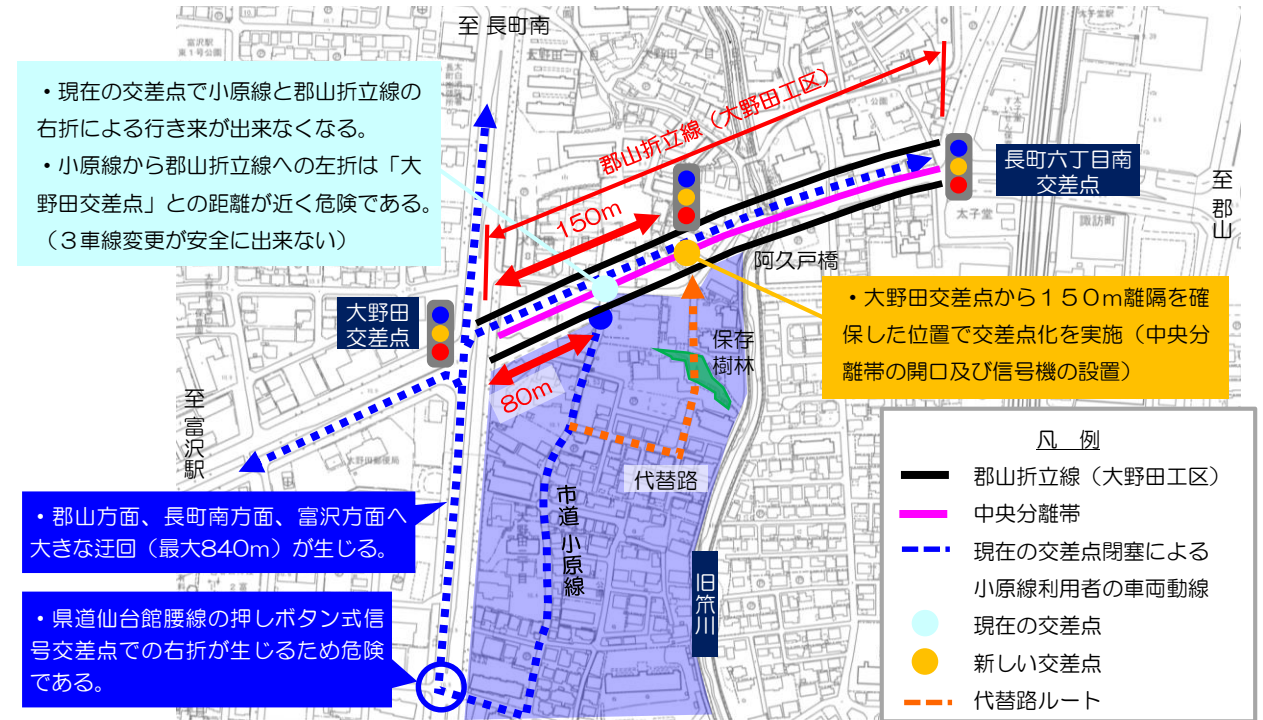 至 長町南
・現在の交差点で小原線と郡山折立線の
右折による行き来が出来なくなる。
・小原線から郡山折立線への左折は「大
野田交差点」との距離が近く危険である。
（３車線変更が安全に出来ない）
郡山折立線（大野田工区）
150m
長町六丁目南
交差点
至 郡山
太子堂
諏訪町
阿久戸橋
大野田
交差点
・大野田交差点から１５０ｍ離隔を確
保した位置で交差点化を実施（中央分
離帯の開口及び信号機の設置）
保存
樹林
80m
至 富沢駅
代替路
市道 小原線
旧笊川
・郡山方面、長町南方面、富沢方面へ
大きな迂回（最大840m）が生じる。
・県道仙台館腰線の押しボタン式信
号交差点での右折が生じるため危険
である。
凡 例
郡山折立線（大野田工区）
中央分離帯
現在の交差点閉塞による
小原線利用者の車両動線
現在の交差点
新しい交差点
代替路ルート